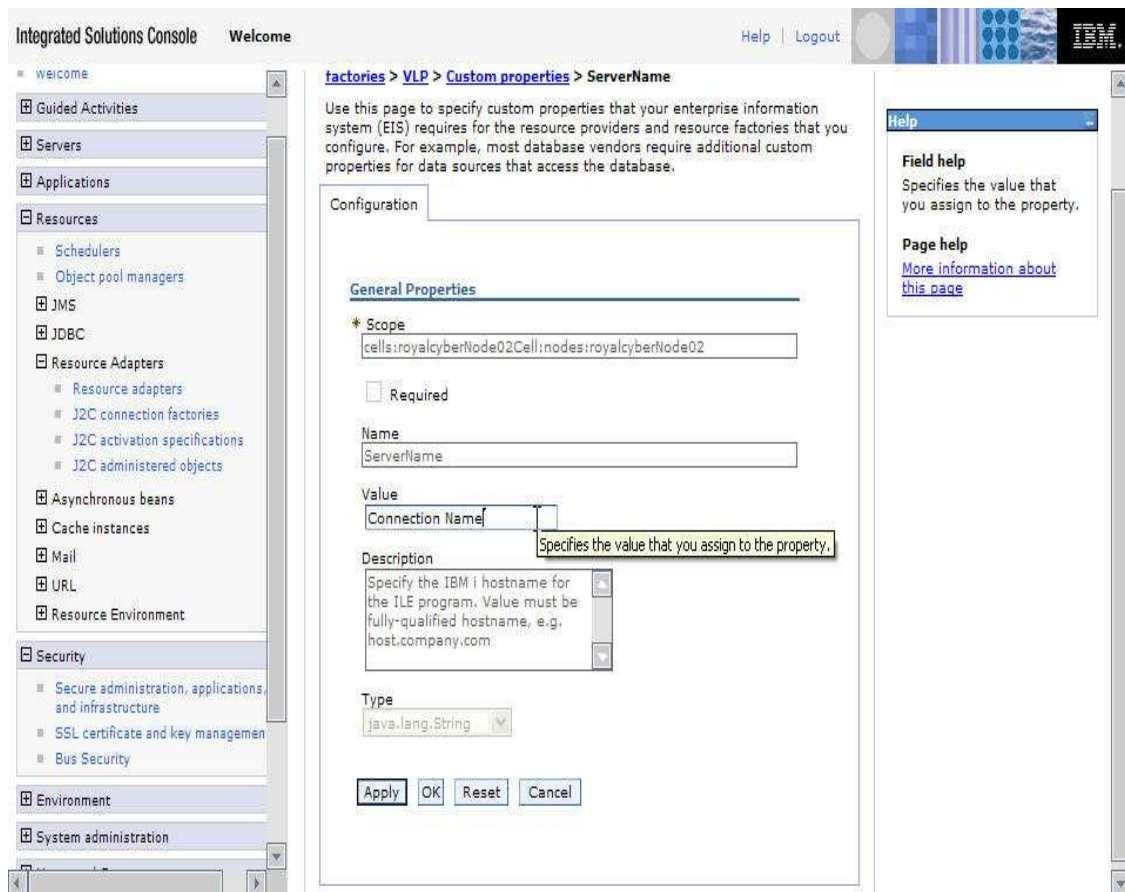 Integrated Solutions Console Welcome Help | Logout IBM.
Welcome
Guided Activities
Servers
Applications
Resources
Schedulers
Object pool managers
JMS
JDBC
Resource Adapters
Resource adapters
J2C connection factories
J2C activation specifications
J2C administered objects
Asynchronous beans
Cache instances
Mail
URL
Resource Environment
Security
Secure administration, applications,
and infrastructure
SSL certificate and key managemen
Bus Security
Environment
System administration
factories > VLP > Custom properties > ServerName
Use this page to specify custom properties that your enterprise information
system (EIS) requires for the resource providers and resource factories that you
configure. For example, most database vendors require additional custom
properties for data sources that access the database.
Configuration
General Properties
* Scope
cells:royalcyberNode02Cell:nodes:royalcyberNode02
Required
Name
ServerName
Value
Connection Name
Specifies the value that you assign to the property.
Description
Specify the IBM i hostname for
the ILE program. Value must be
fully-qualified hostname, e.g.
host.company.com
Type
java.lang.String
Apply OK Reset Cancel
Help
Field help
Specifies the value that
you assign to the property.
Page help
More information about
this page